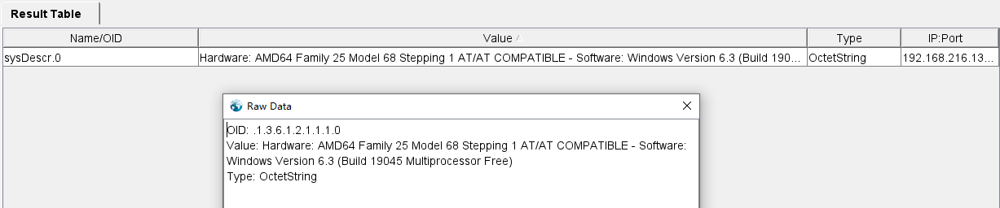 Result Table
Name/OID Value Type IP:Port
sysDescr.0 Hardware: AMD64 Family 25 Model 68 Stepping 1 AT/AT COMPATIBLE - Software: Windows Version 6.3 (Build 190... OctetString 192.168.216.13...
Raw Data
OID: .1.3.6.1.2.1.1.1.0
Value: Hardware: AMD64 Family 25 Model 68 Stepping 1 AT/AT COMPATIBLE - Software:
Windows Version 6.3 (Build 19045 Multiprocessor Free)
Type: OctetString